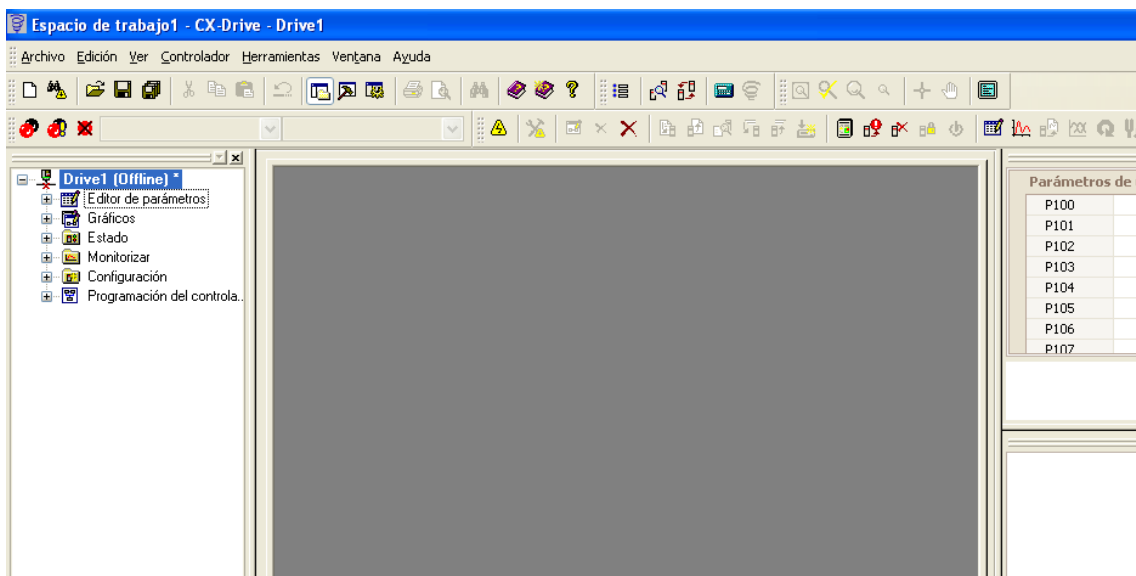 Espacio de trabajo1 - CX-Drive - Drive1
Archivo Edición Ver Controlador Herramientas Ventana Ayuda
Drive1 (Offline) *
Editor de parámetros
Gráficos
Estado
Monitorizar
Configuración
Programación del controla..
Parámetros de
P100
P101
P102
P103
P104
P105
P106
P107